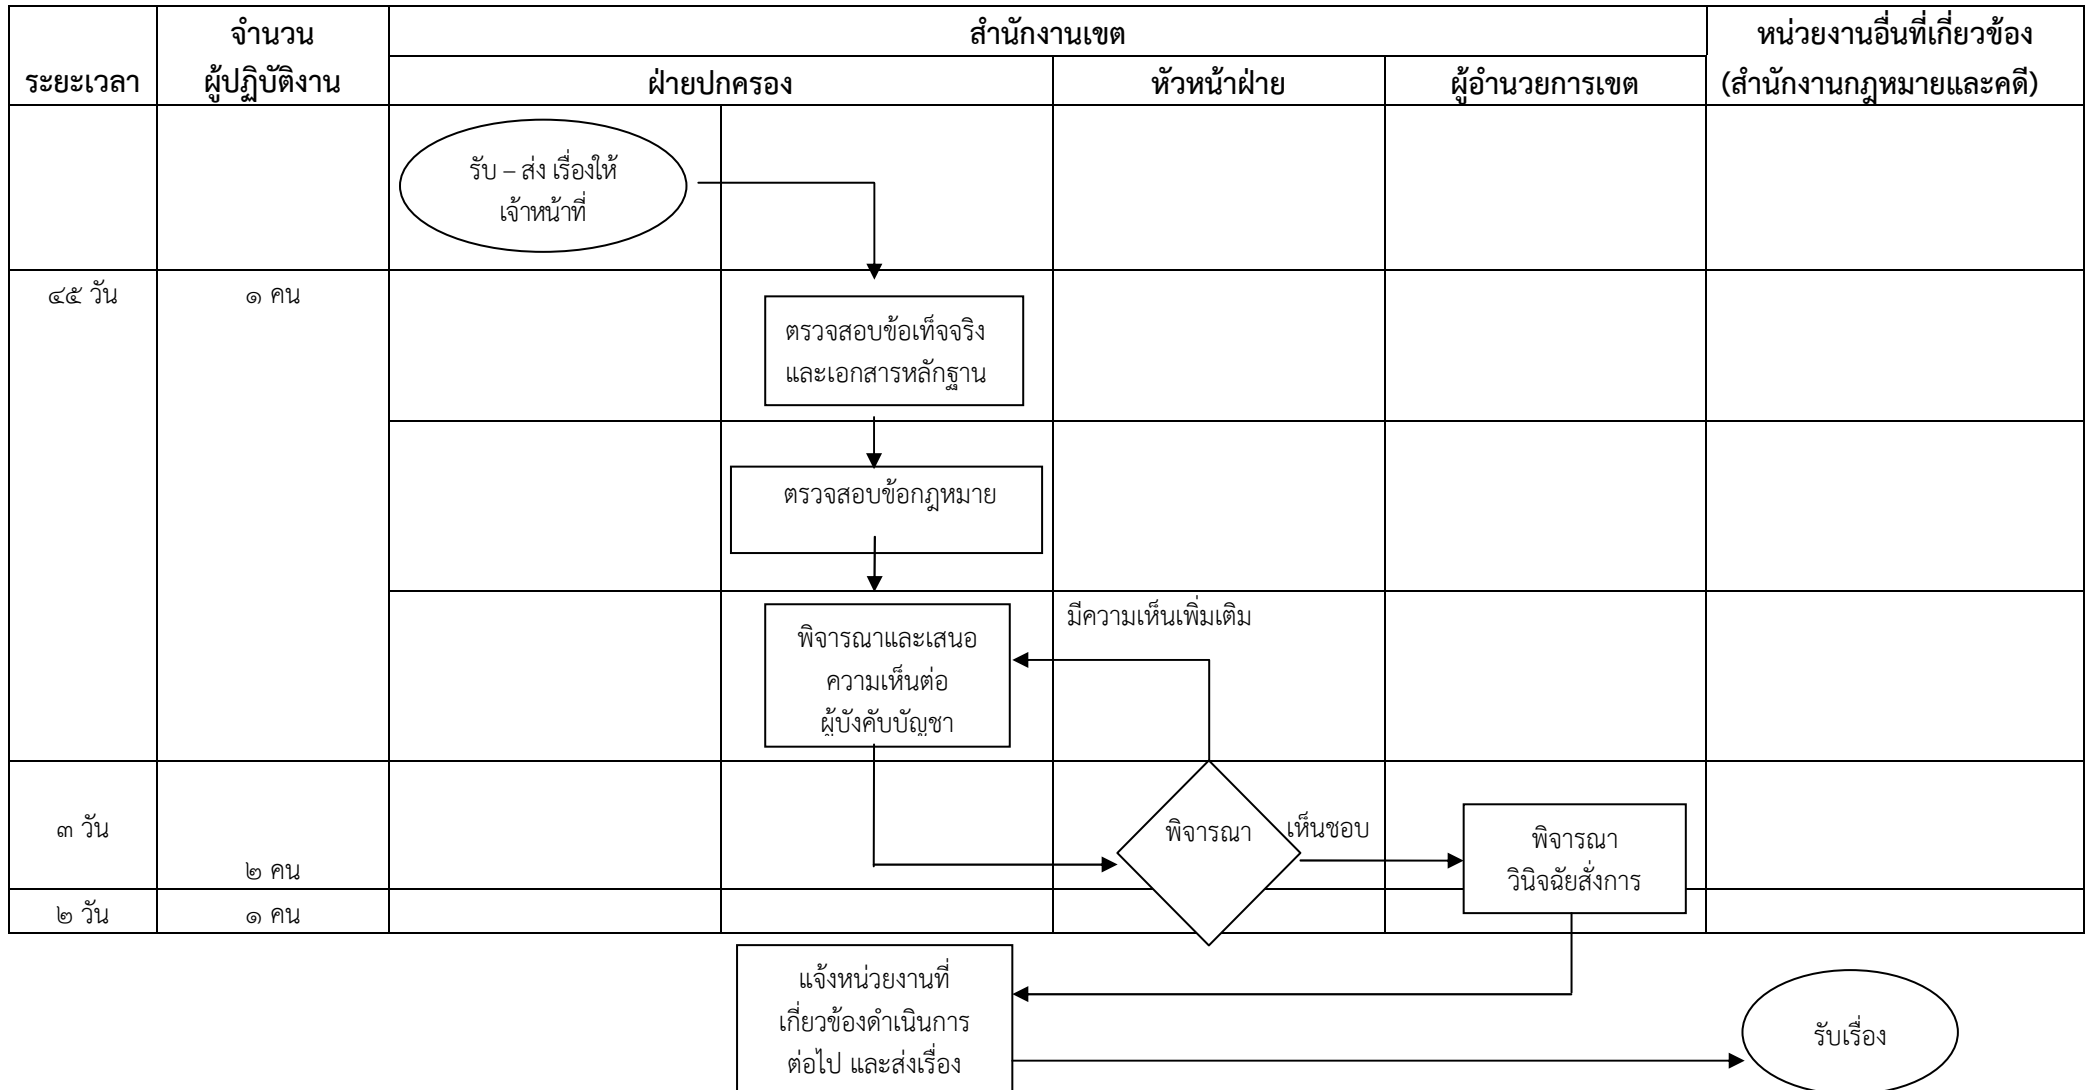 ระยะเวลา
จำนวน
ผู้ปฏิบัติงาน
สำนักงานเขต
หน่วยงานอื่นที่เกี่ยวข้อง
(สำนักงานกฎหมายและคดี)
ฝ่ายปกครอง
หัวหน้าฝ่าย
ผู้อำนวยการเขต
รับ – ส่ง เรื่องให้
เจ้าหน้าที่
๔๕ วัน
๑ คน
ตรวจสอบข้อเท็จจริง
และเอกสารหลักฐาน
ตรวจสอบข้อกฎหมาย
พิจารณาและเสนอ
ความเห็นต่อ
ผู้บังคับบัญชา
มีความเห็นเพิ่มเติม
๓ วัน
๒ คน
พิจารณา
เห็นชอบ
พิจารณา
วินิจฉัยสั่งการ
๒ วัน
๑ คน
แจ้งหน่วยงานที่
เกี่ยวข้องดำเนินการ
ต่อไป และส่งเรื่อง
รับเรื่อง